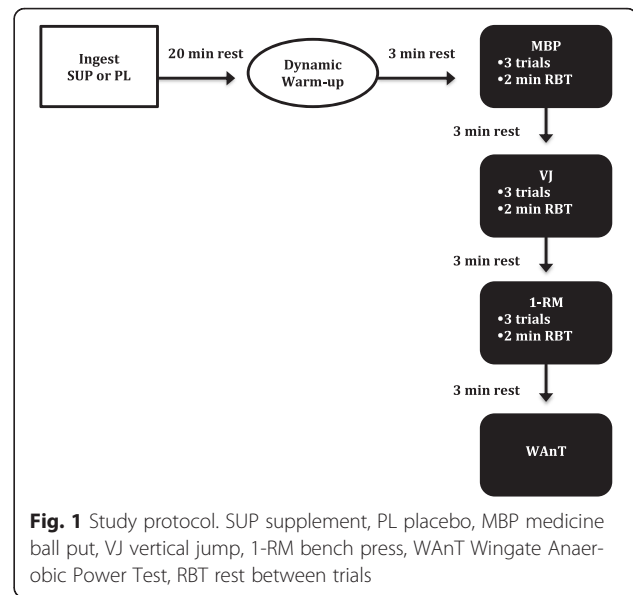 Ingest
SUP or PL
20 min rest
Dynamic
Warm-up
3 min rest
MBP
•3 trials
•2 min RBT
3 min rest
VJ
•3 trials
•2 min RBT
3 min rest
1-RM
•3 trials
•2 min RBT
3 min rest
WAnT
Fig. 1 Study protocol. SUP supplement, PL placebo, MBP medicine
ball put, VJ vertical jump, 1-RM bench press, WAnT Wingate Anaer-
obic Power Test, RBT rest between trials